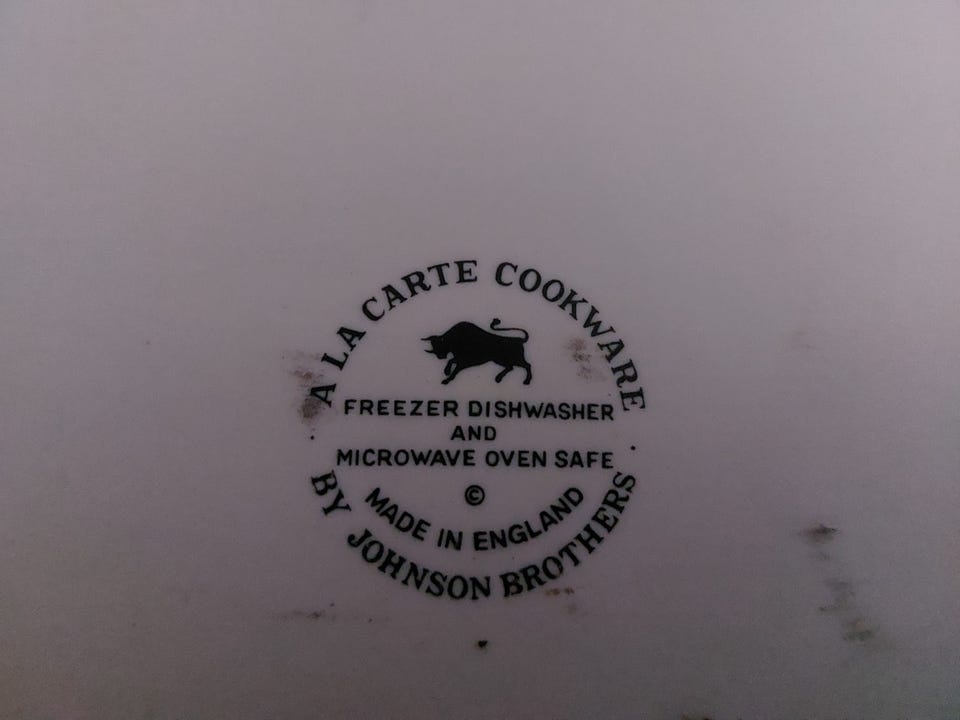 A LA CARTE COOKWARE
FREEZER DISHWASHER
AND
MICROWAVE OVEN SAFE
©
MADE IN ENGLAND
BY JOHNSON BROTHERS